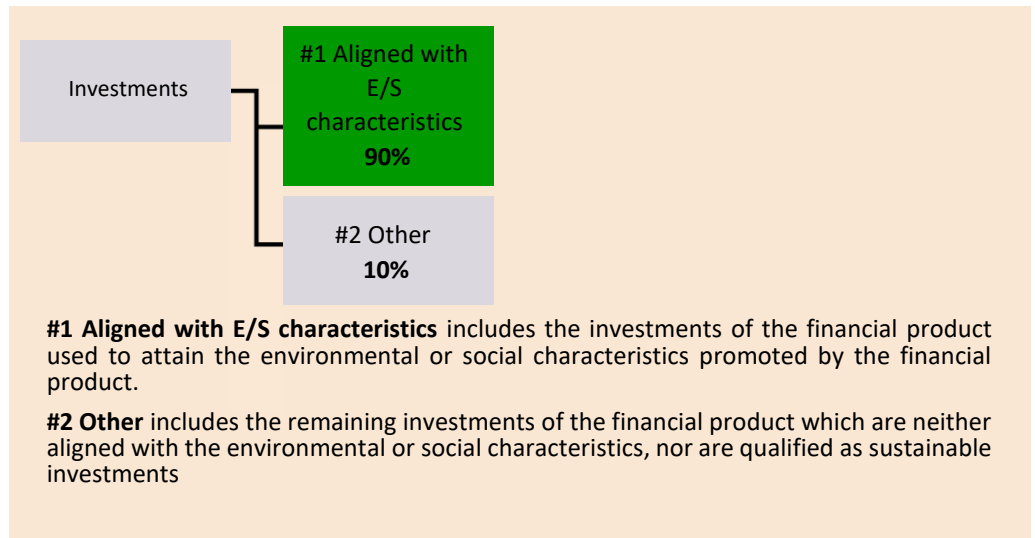 Investments
#1 Aligned with
E/S
characteristics
90%
#2 Other
10%
#1 Aligned with E/S characteristics includes the investments of the financial product
used to attain the environmental or social characteristics promoted by the financial
product.
#2 Other includes the remaining investments of the financial product which are neither
aligned with the environmental or social characteristics, nor are qualified as sustainable
investments